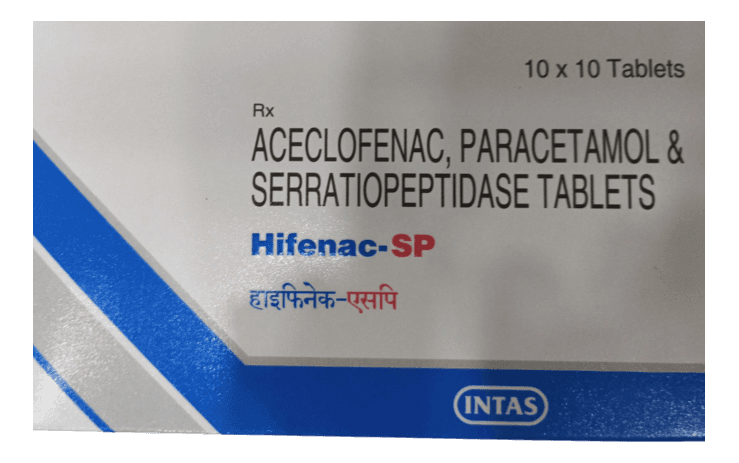 10 x 10 Tablets
Rx
ACECLOFENAC, PARACETAMOL &
SERRATIOPEPTIDASE TABLETS
Hifenac-SP
हाइफिनेक-एसपि
INTAS